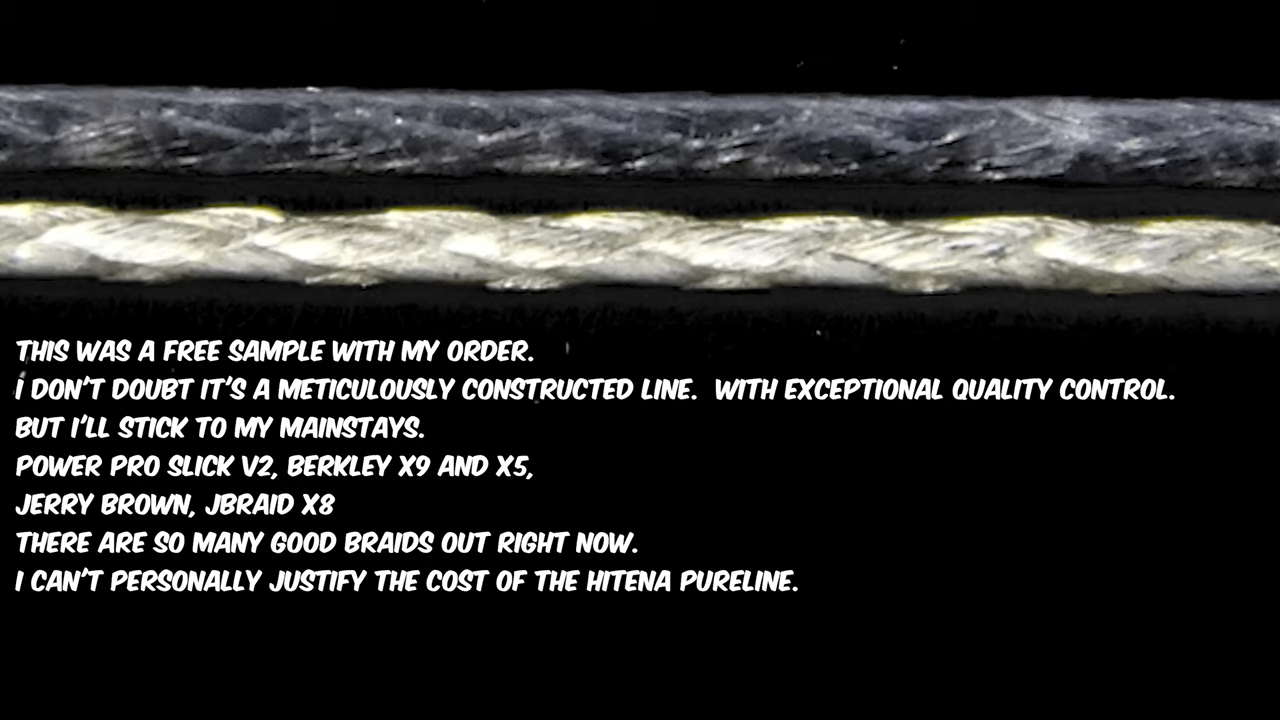 THIS WAS A FREE SAMPLE WITH MY ORDER.
I DON'T DOUBT IT'S A METICULOUSLY CONSTRUCTED LINE. WITH EXCEPTIONAL QUALITY CONTROL.
BUT I'LL STICK TO MY MAINSTAYS.
POWER PRO SLICK V2, BERKLEY X9 AND X5,
JERRY BROWN, JBRAID X8
THERE ARE SO MANY GOOD BRAIDS OUT RIGHT NOW.
I CAN'T PERSONALLY JUSTIFY THE COST OF THE HITENA PURELINE.